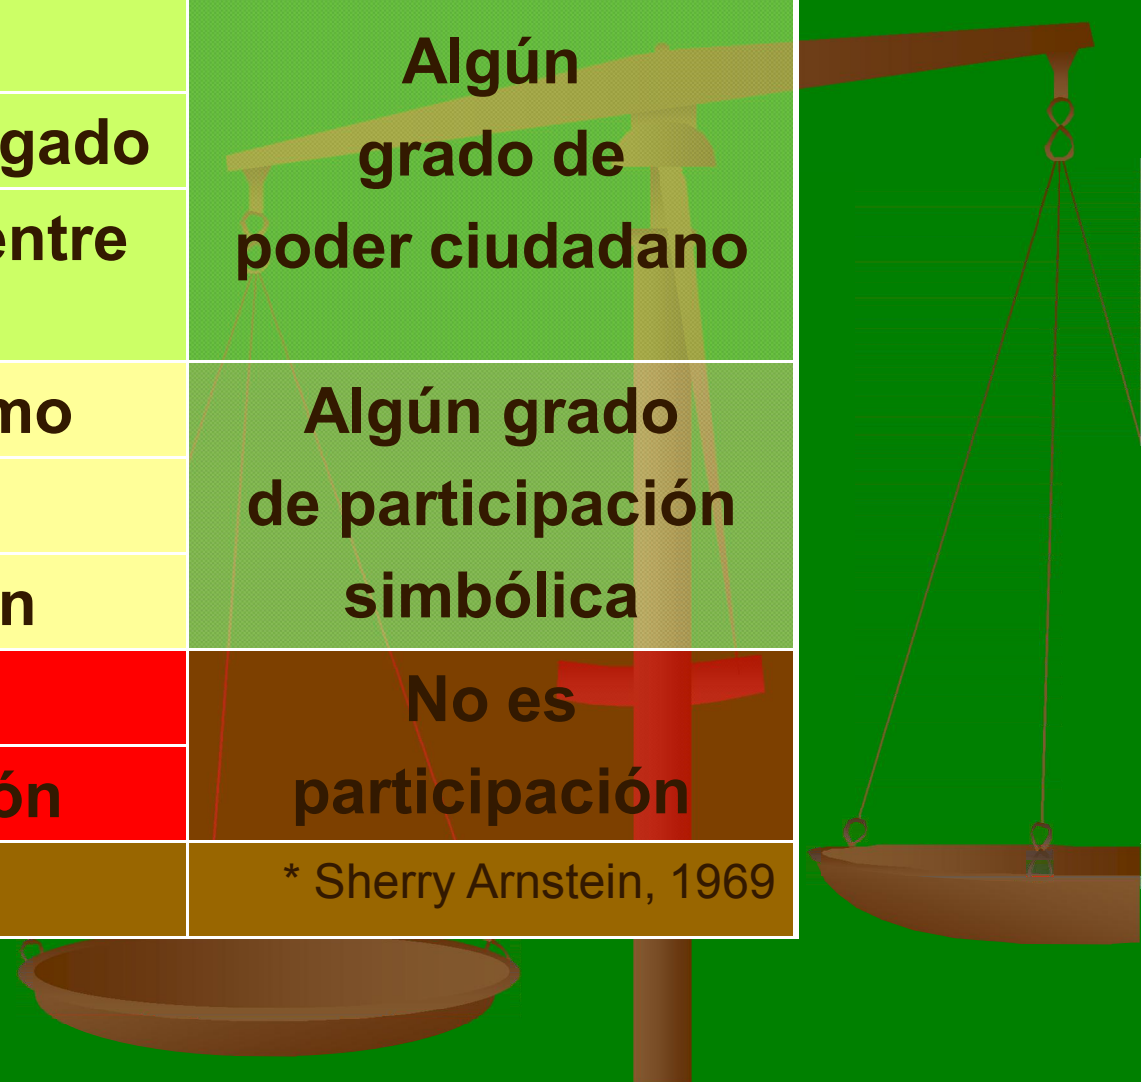 Algún
gado
grado de
entre
poder ciudadano
mo
Algún grado
de participación
n
simbólica
No es
ón
participación
* Sherry Arnstein, 1969